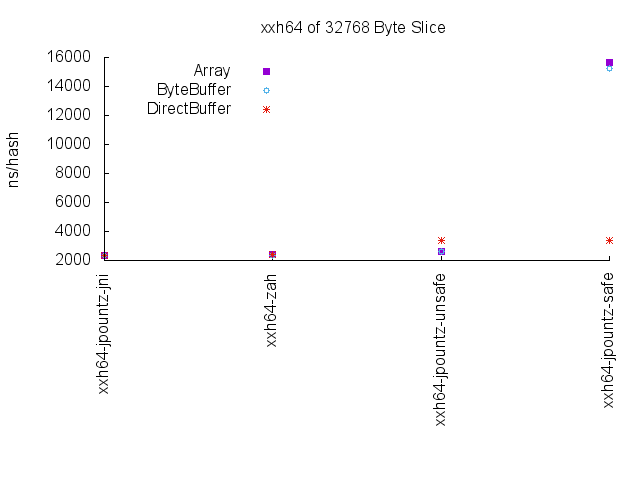 xxh64 of 32768 Byte Slice
16000
14000
12000
10000
8000
6000
4000
2000
ns/hash
Array
ByteBuffer
DirectBuffer
xxh64-jpountz-jni
xxh64-zah
xxh64-jpountz-unsafe
xxh64-jpountz-safe